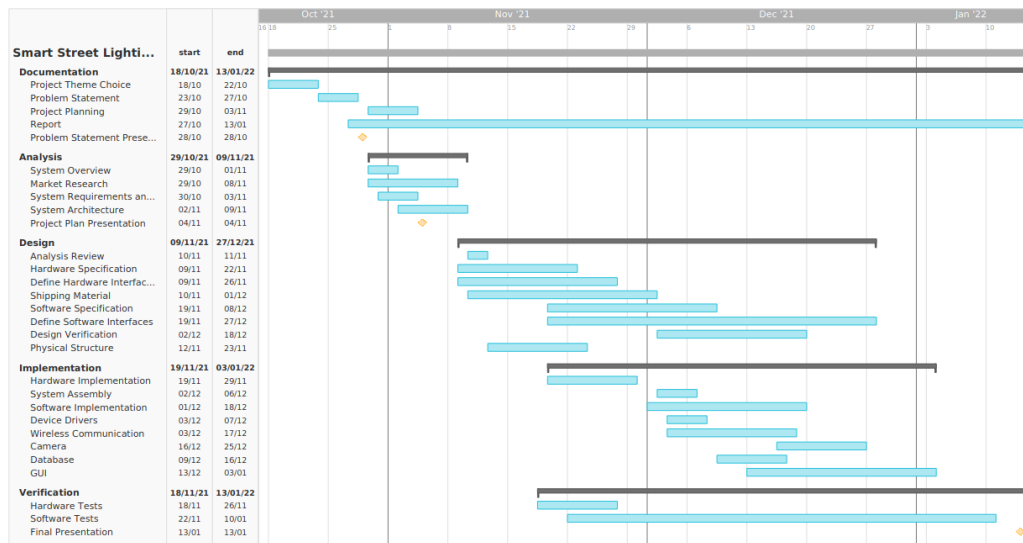 Oct '21 Nov '21 Dec '21 Jan '22
16 18 25 1 8 15 22 29 6 13 20 27 3 10
Smart Street Lighti... start end
Documentation 18/10/21 13/01/22
Project Theme Choice 18/10 22/10
Problem Statement 23/10 27/10
Project Planning 29/10 03/11
Report 27/10 13/01
Problem Statement Prese... 28/10 28/10
Analysis 29/10/21 09/11/21
System Overview 29/10 01/11
Market Research 29/10 08/11
System Requirements an... 30/10 03/11
System Architecture 02/11 09/11
Project Plan Presentation 04/11 04/11
Design 09/11/21 27/12/21
Analysis Review 10/11 11/11
Hardware Specification 09/11 22/11
Define Hardware Interfac... 09/11 26/11
Shipping Material 10/11 01/12
Software Specification 19/11 08/12
Define Software Interfaces 19/11 27/12
Design Verification 02/12 18/12
Physical Structure 12/11 23/11
Implementation 19/11/21 03/01/22
Hardware Implementation 19/11 29/11
System Assembly 02/12 06/12
Software Implementation 01/12 18/12
Device Drivers 03/12 07/12
Wireless Communication 03/12 17/12
Camera 16/12 25/12
Database 09/12 16/12
GUI 13/12 03/01
Verification 18/11/21 13/01/22
Hardware Tests 18/11 26/11
Software Tests 22/11 10/01
Final Presentation 13/01 13/01